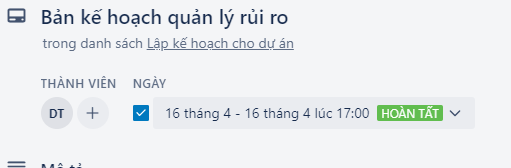 Bản kế hoạch quản lý rủi ro
trong danh sách Lập kế hoạch cho dự án
THÀNH VIÊN NGÀY
DT + 16 tháng 4 - 16 tháng 4 lúc 17:00 HOÀN TẤT